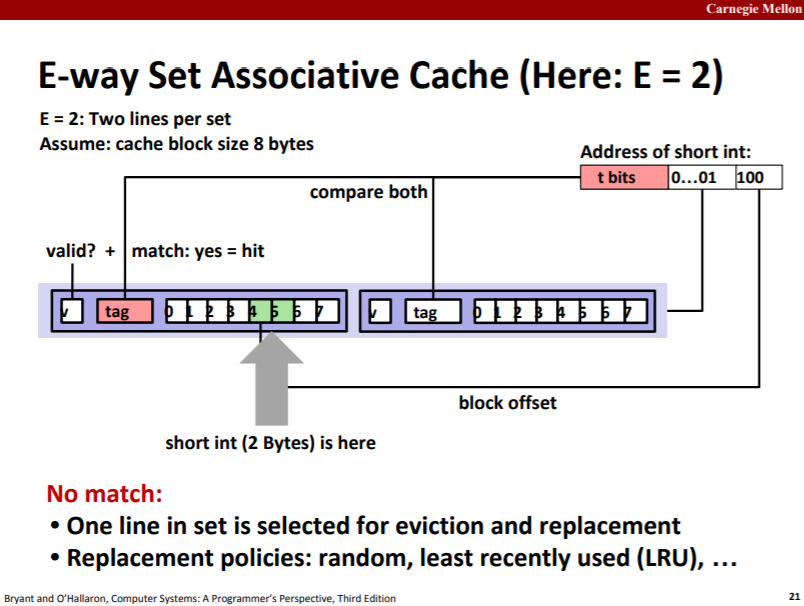 Carnegie Mellon
E-way Set Associative Cache (Here: E = 2)
E = 2: Two lines per set
Assume: cache block size 8 bytes
Address of short int:
t bits 0…01 100
compare both
valid? + match: yes = hit
v tag 0 1 2 3 4 5 6 7 v tag 0 1 2 3 4 5 6 7
block offset
short int (2 Bytes) is here
No match:
• One line in set is selected for eviction and replacement
• Replacement policies: random, least recently used (LRU), …
Bryant and O'Hallaron, Computer Systems: A Programmer's Perspective, Third Edition 21